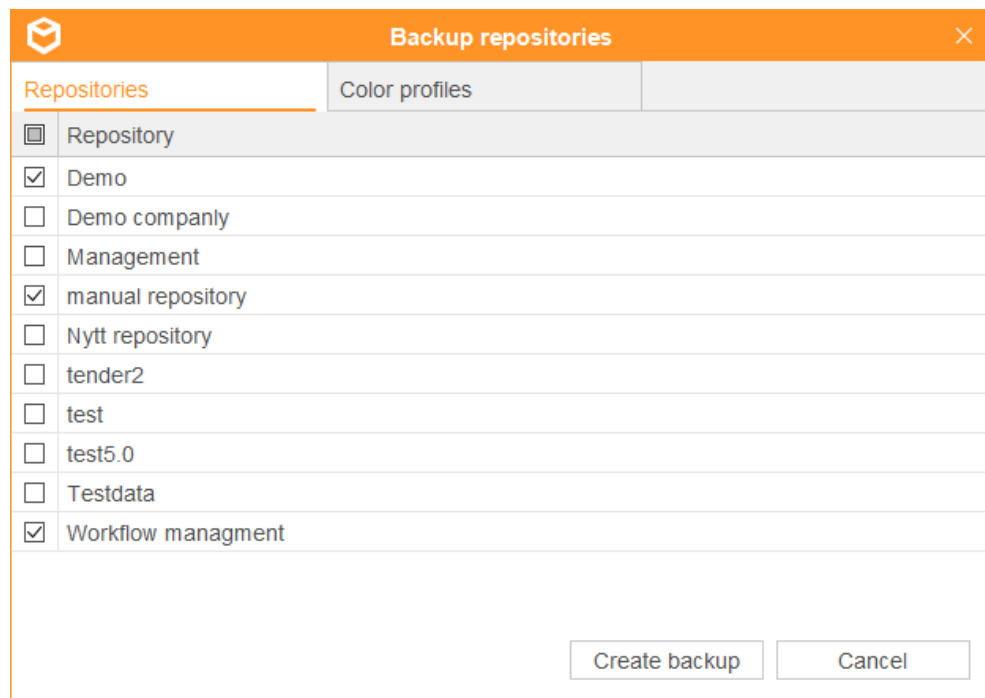 Backup repositories
Repositories Color profiles
Repository
Demo
Demo companly
Management
manual repository
Nytt repository
tender2
test
test5.0
Testdata
Workflow managment
Create backup Cancel